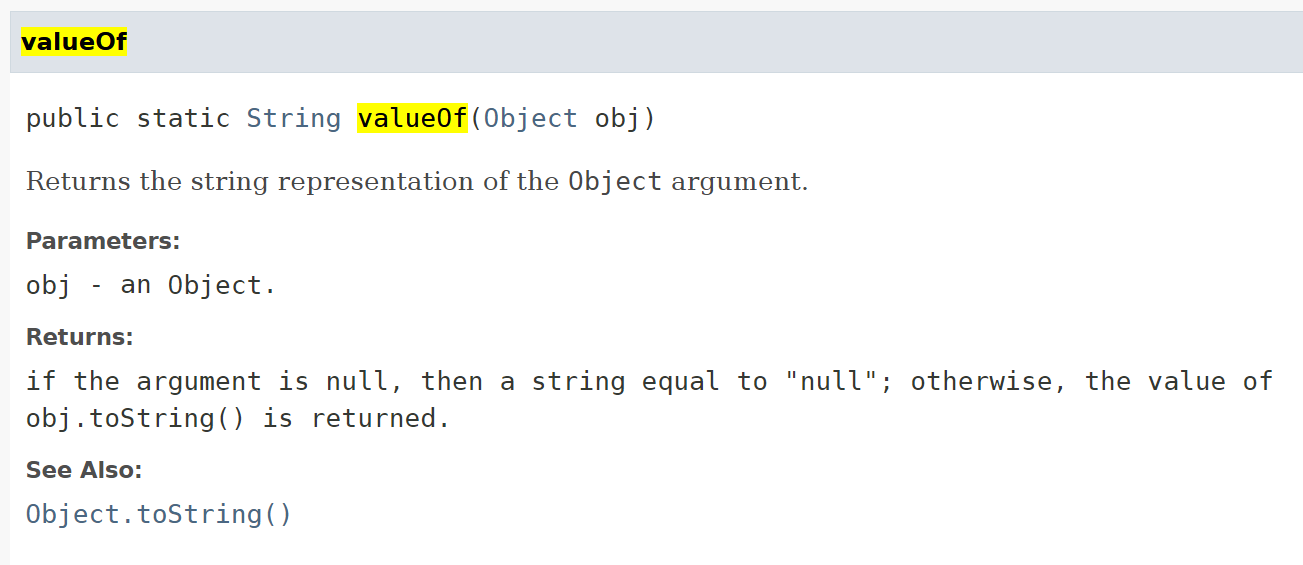 valueOf
public static String valueOf(Object obj)
Returns the string representation of the Object argument.
Parameters:
obj - an Object.
Returns:
if the argument is null, then a string equal to "null"; otherwise, the value of
obj.toString() is returned.
See Also:
Object.toString()